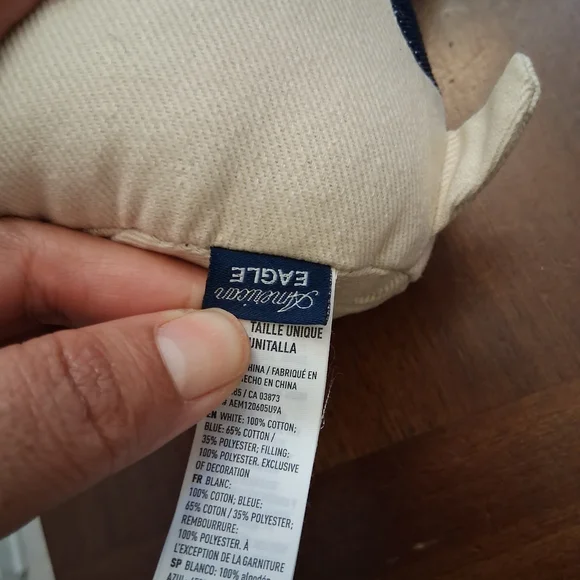 American
EAGLE
TAILLE UNIQUE
UNITALLA
/ FABRIQUÉ EN
HECHO EN CHINA
/ CA 03873
AEM120605U9A
EN WHITE: 100% COTTON;
BLUE: 65% COTTON /
35% POLYESTER; FILLING:
100% POLYESTER. EXCLUSIVE
OF DECORATION
FR BLANC:
100% COTON; BLEUE:
65% COTON / 35% POLYESTER;
REMBOURRURE:
100% POLYESTER. À
L'EXCEPTION DE LA GARNITURE
SP BLANCO: 100% algodón